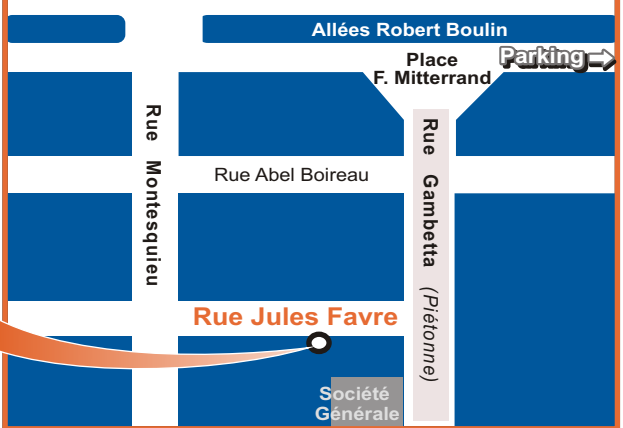 Allées Robert Boulin
Place
F. Mitterrand
Parking
Rue Montesquieu
Rue Abel Boireau
Rue Gambetta (Piétonne)
Rue Jules Favre
Société
Générale